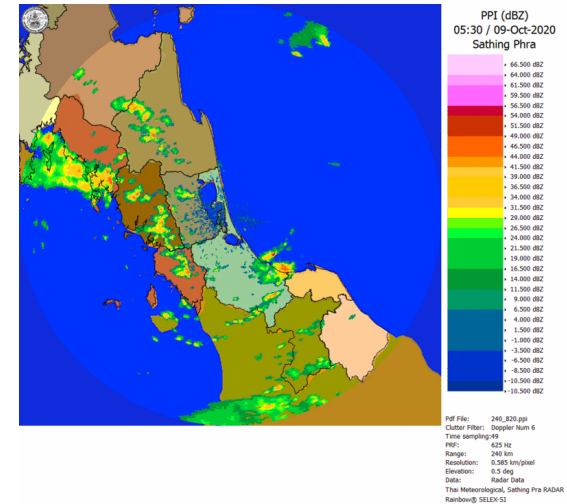 PPI (dBZ)
05:30 / 09-Oct-2020
Sathing Phra
66.500 dBZ
64.000 dBZ
61.500 dBZ
59.500 dBZ
56.500 dBZ
54.000 dBZ
51.500 dBZ
49.000 dBZ
46.500 dBZ
44.000 dBZ
41.500 dBZ
39.000 dBZ
36.500 dBZ
34.000 dBZ
31.500 dBZ
29.000 dBZ
26.500 dBZ
24.000 dBZ
21.500 dBZ
19.000 dBZ
16.500 dBZ
14.000 dBZ
11.500 dBZ
9.000 dBZ
6.500 dBZ
4.000 dBZ
1.500 dBZ
-1.000 dBZ
-3.500 dBZ
-6.500 dBZ
-8.500 dBZ
-10.500 dBZ
-10.500 dBZ
Pdf File: 240_820.ppi
Clutter Filter: Doppler Num 6
Time sampling:49
PRF: 625 Hz
Range: 240 km
Resolution: 0.585 km/pixel
Elevation: 0.5 deg
Data: Radar Data
Thai Meteorological, Sathing Pra RADAR
Rainbow® SELEX-SI